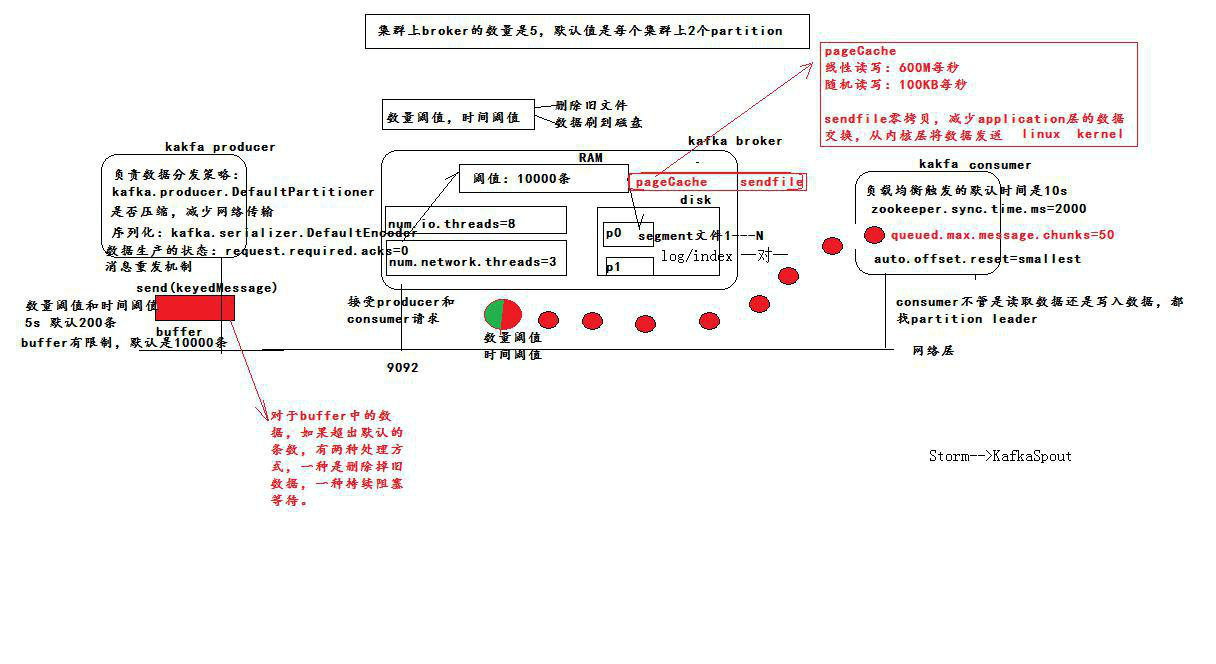 集群上broker的数量是5，默认值是每个集群上2个partition
pageCache
线性读写：600M每秒
随机读写：100KB每秒
sendfile零拷贝，减少application层的数据
交换，从内核层将数据发送 linux kernel
数量阈值，时间阈值
删除旧文件
数据刷到磁盘
kakfa producer
负责数据分发策略：
kafka.producer.DefaultPartitioner
是否压缩，减少网络传输
序列化：kafka.serializer.DefaultEncoder
数据生产的状态：request.required.acks=0
消息重发机制
send(keyedMessage)
数量阈值和时间阈值
5s 默认200条
buffer
buffer有限制，默认是10000条
对于buffer中的数
据，如果超出默认的
条数，有两种处理方
式，一种是删除掉旧
数据，一种持续阻塞
等待。
kafka broker
RAM
阈值：10000条
pageCache sendfile
disk
num.io.threads=8
num.network.threads=3
p0
segment文件1---N
log/index 一对一
p1
接受producer和
consumer请求
数量阈值
时间阈值
9092
kakfa consumer
负载均衡触发的默认时间是10s
zookeeper.sync.time.ms=2000
queued.max.message.chunks=50
auto.offset.reset=smallest
consumer不管是读取数据还是写入数据，都
找partition leader
网络层
Storm-->KafkaSpout